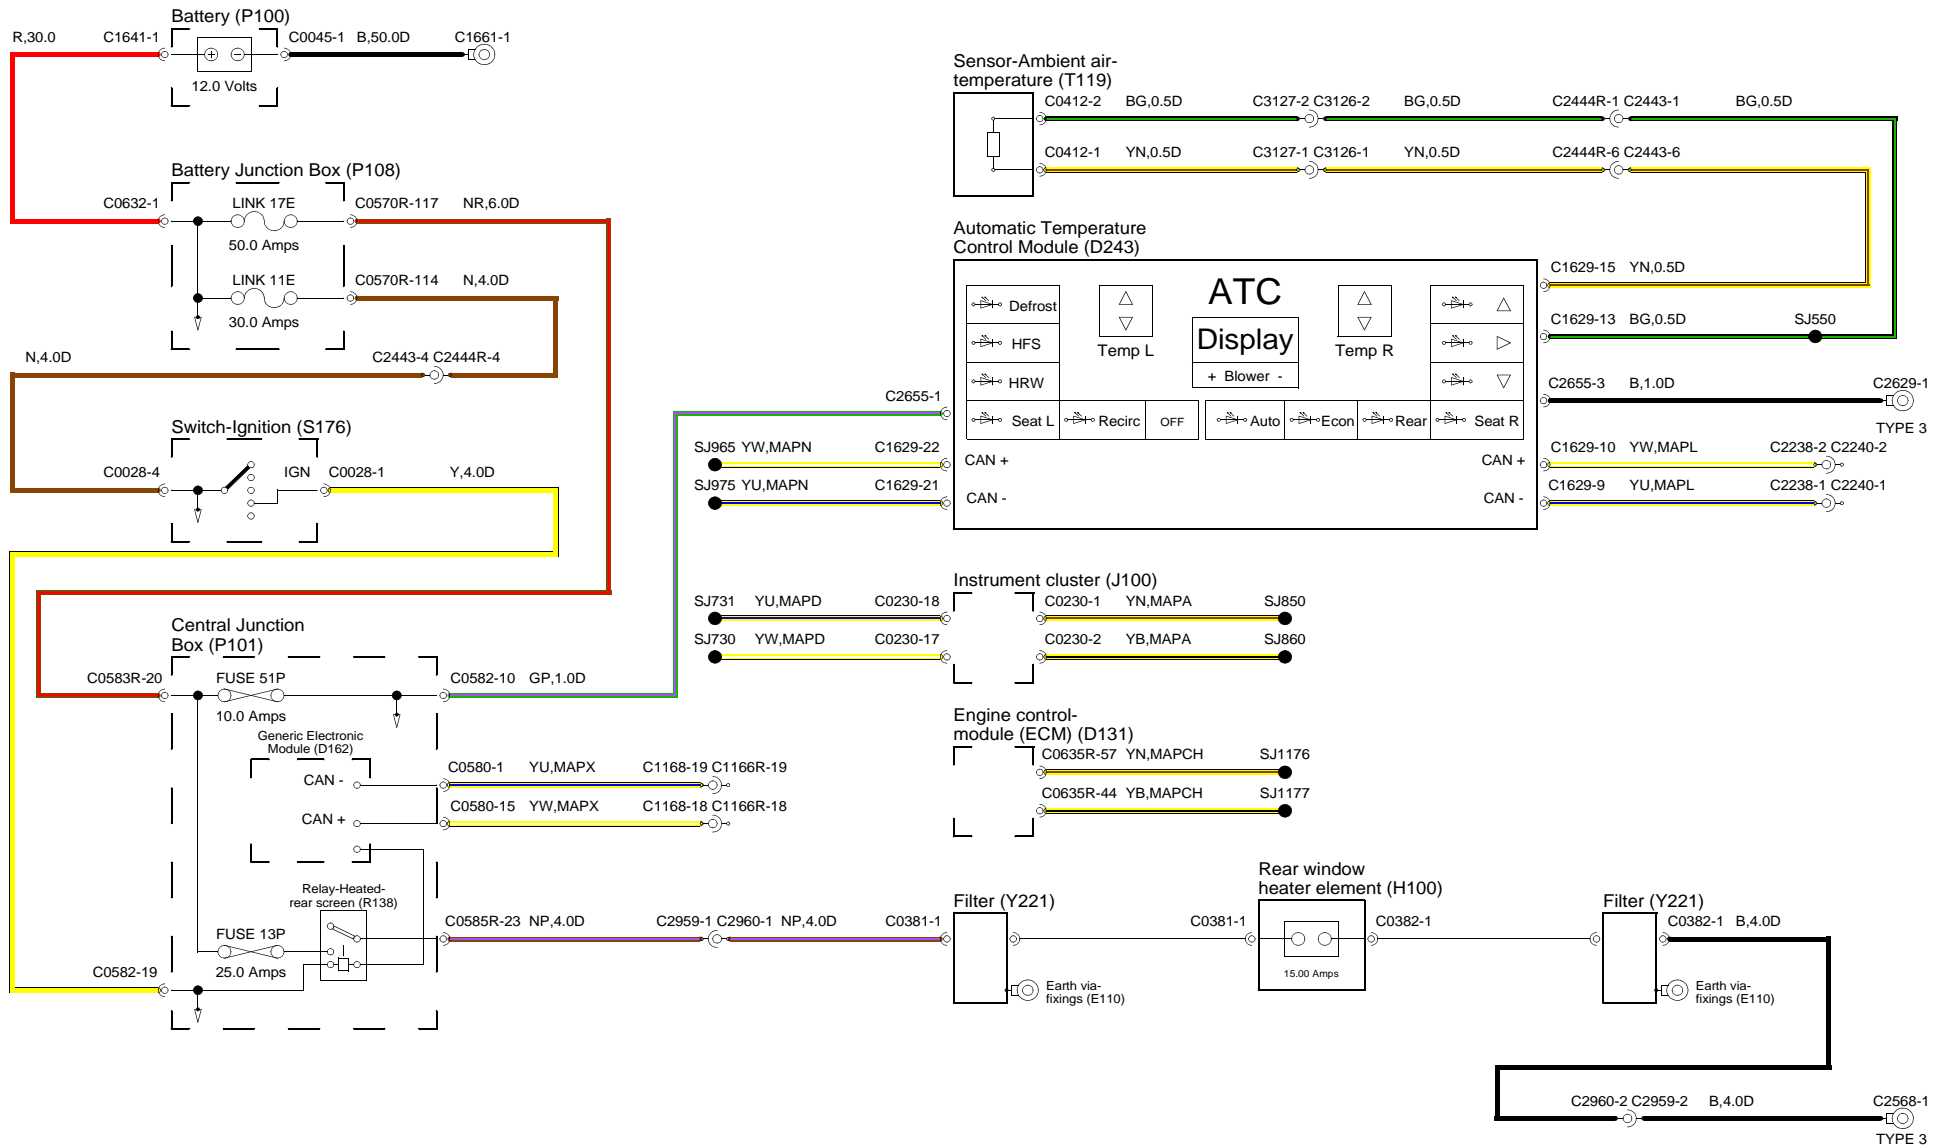 Battery (P100)
R,30.0 C1641-1 C0045-1 B,50.0D C1661-1
12.0 Volts
Battery Junction Box (P108)
C0632-1 LINK 17E C0570R-117 NR,6.0D
50.0 Amps
LINK 11E C0570R-114 N,4.0D
30.0 Amps
N,4.0D C2443-4 C2444R-4
Switch-Ignition (S176)
C0028-4 IGN C0028-1 Y,4.0D
Central Junction
Box (P101)
C0583R-20 FUSE 51P C0582-10 GP,1.0D
10.0 Amps
Generic Electronic
Module (D162)
CAN - C0580-1 YU,MAPX C1168-19 C1166R-19
CAN + C0580-15 YW,MAPX C1168-18 C1166R-18
Relay-Heated-
rear screen (R138)
FUSE 13P C0585R-23 NP,4.0D C2959-1 C2960-1 NP,4.0D C0381-1
C0582-19 25.0 Amps
Sensor-Ambient air-
temperature (T119)
C0412-2 BG,0.5D C3127-2 C3126-2 BG,0.5D C2444R-1 C2443-1 BG,0.5D
C0412-1 YN,0.5D C3127-1 C3126-1 YN,0.5D C2444R-6 C2443-6
Automatic Temperature
Control Module (D243)
C1629-15 YN,0.5D
ATC
Defrost
C1629-13 BG,0.5D SJ550
HFS Temp L Display Temp R
+ Blower -
HRW
C2655-3 B,1.0D C2629-1
TYPE 3
C2655-1
Seat L Recirc OFF Auto Econ Rear Seat R
SJ965 YW,MAPN C1629-22 CAN + CAN + C1629-10 YW,MAPL C2238-2 C2240-2
SJ975 YU,MAPN C1629-21 CAN - CAN - C1629-9 YU,MAPL C2238-1 C2240-1
Instrument cluster (J100)
SJ731 YU,MAPD C0230-18 C0230-1 YN,MAPA SJ850
SJ730 YW,MAPD C0230-17 C0230-2 YB,MAPA SJ860
Engine control-
module (ECM) (D131)
C0635R-57 YN,MAPCH SJ1176
C0635R-44 YB,MAPCH SJ1177
Filter (Y221)
Rear window
heater element (H100)
C0381-1 C0382-1
15.00 Amps
Earth via-
fixings (E110)
Filter (Y221)
C0382-1 B,4.0D
Earth via-
fixings (E110)
C2960-2 C2959-2 B,4.0D C2568-1
TYPE 3